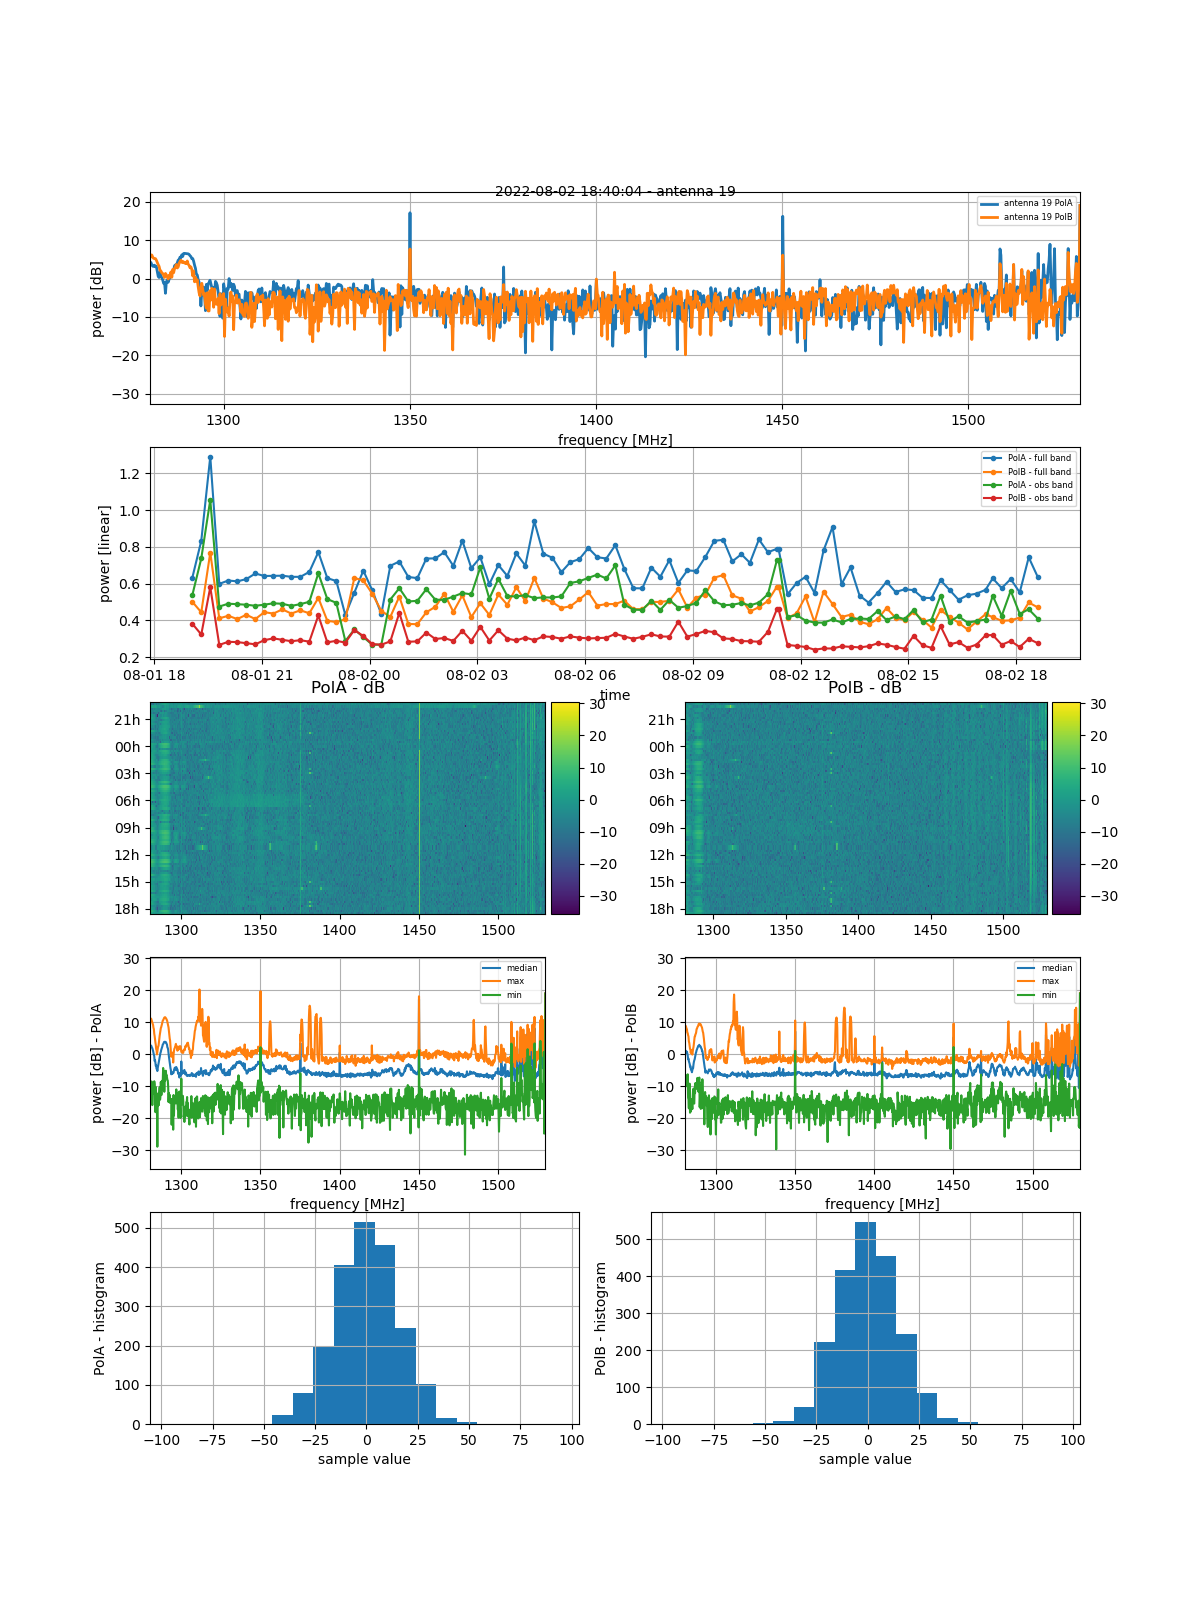 2022-08-02 18:40:04 - antenna 19
power [dB]
20
10
0
−10
−20
−30
antenna 19 PolA
antenna 19 PolB
1300 1350 1400 1450 1500
frequency [MHz]
power [linear]
1.2
1.0
0.8
0.6
0.4
0.2
PolA - full band
PolB - full band
PolA - obs band
PolB - obs band
08-01 18 08-01 21 08-02 00 08-02 03 08-02 06 08-02 09 08-02 12 08-02 15 08-02 18
time
PolA - dB
21h
00h
03h
06h
09h
12h
15h
18h
1300 1350 1400 1450 1500
30
20
10
0
−10
−20
−30
PolB - dB
21h
00h
03h
06h
09h
12h
15h
18h
1300 1350 1400 1450 1500
30
20
10
0
−10
−20
−30
power [dB] - PolA
30
20
10
0
−10
−20
−30
median
max
min
1300 1350 1400 1450 1500
frequency [MHz]
power [dB] - PolB
30
20
10
0
−10
−20
−30
median
max
min
1300 1350 1400 1450 1500
frequency [MHz]
PolA - histogram
500
400
300
200
100
0
−100 −75 −50 −25 0 25 50 75 100
sample value
PolB - histogram
500
400
300
200
100
0
−100 −75 −50 −25 0 25 50 75 100
sample value